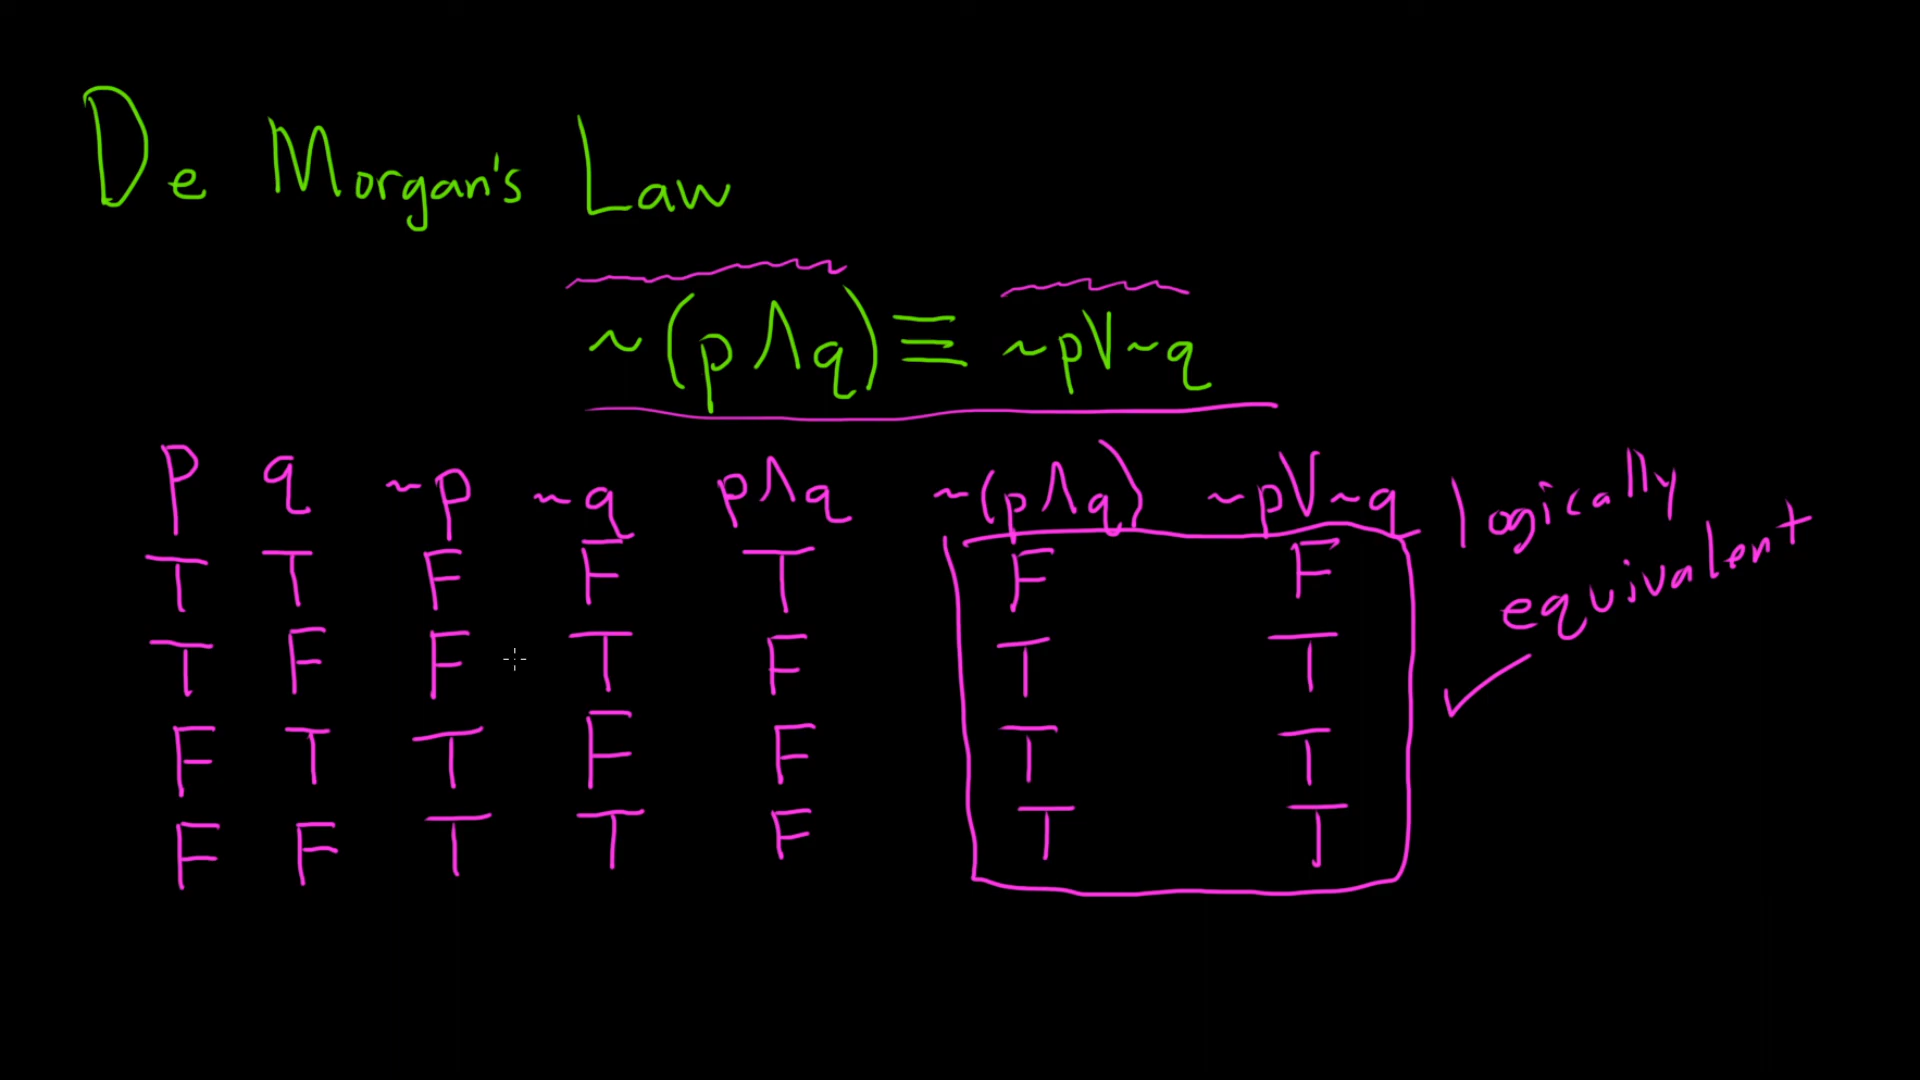 De Morgan's Law
~(p∧q)≡ ~p∨~q
p q ~p ~q p∧q ~(p∧q) ~p∨~q logically
equivalent
T T F F T F F
T F F T F T T
F T T F F T T
F F T T F T T